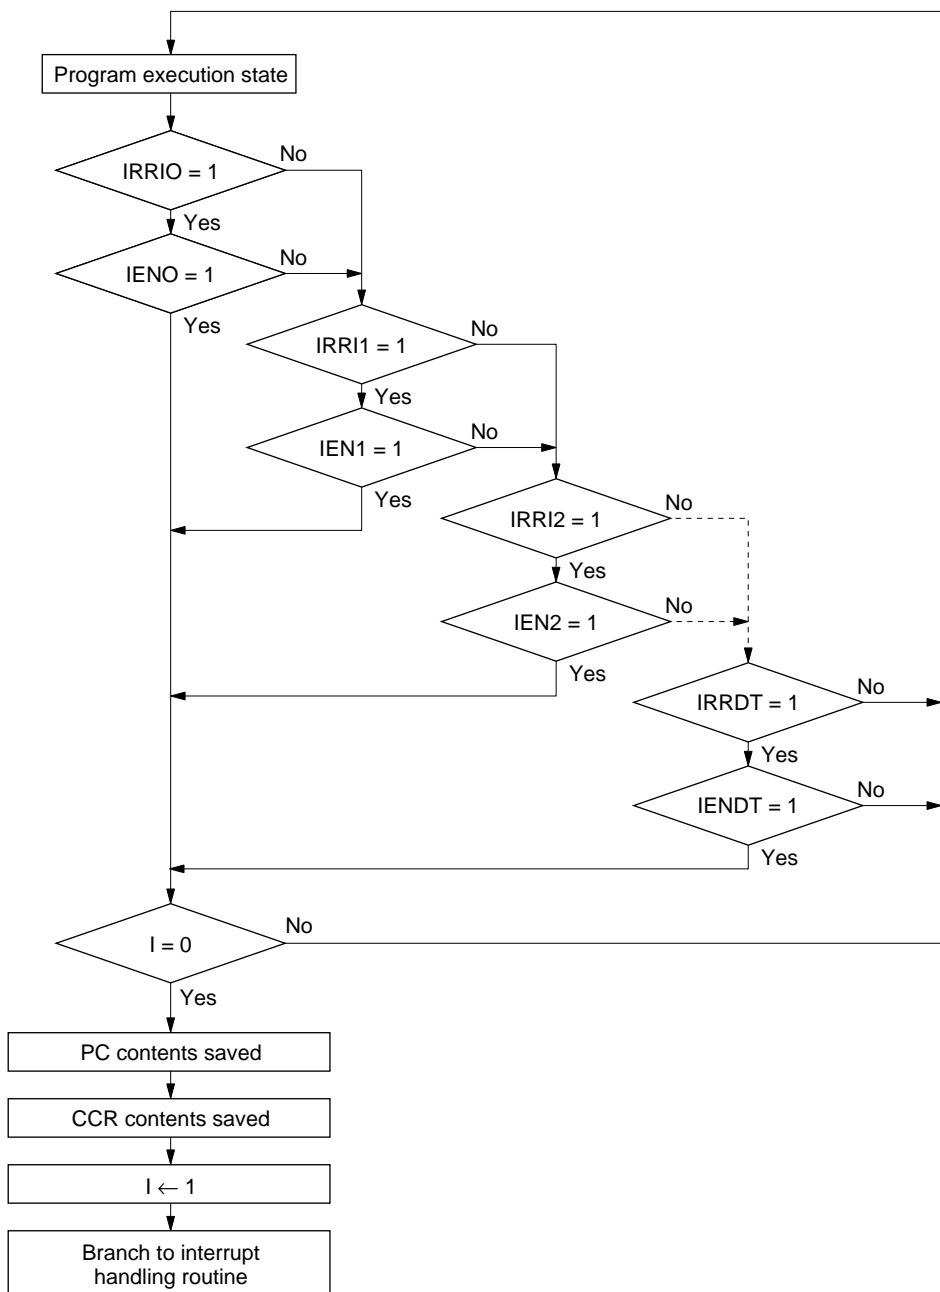 Program execution state
IRRIO = 1
No
Yes
IENO = 1
No
Yes
IRRI1 = 1
No
Yes
IEN1 = 1
No
Yes
IRRI2 = 1
No
Yes
IEN2 = 1
No
Yes
IRRDT = 1
No
Yes
IENDT = 1
No
Yes
I = 0
No
Yes
PC contents saved
CCR contents saved
I ← 1
Branch to interrupt
handling routine